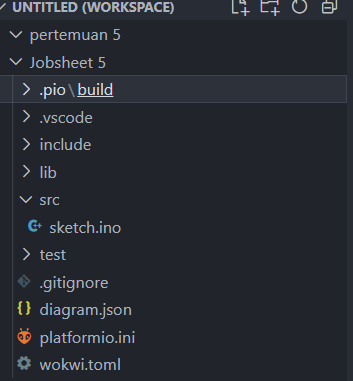 UNTITLED (WORKSPACE)
pertemuan 5
Jobsheet 5
.pio\build
.vscode
include
lib
src
sketch.ino
test
.gitignore
diagram.json
platformio.ini
wokwi.toml